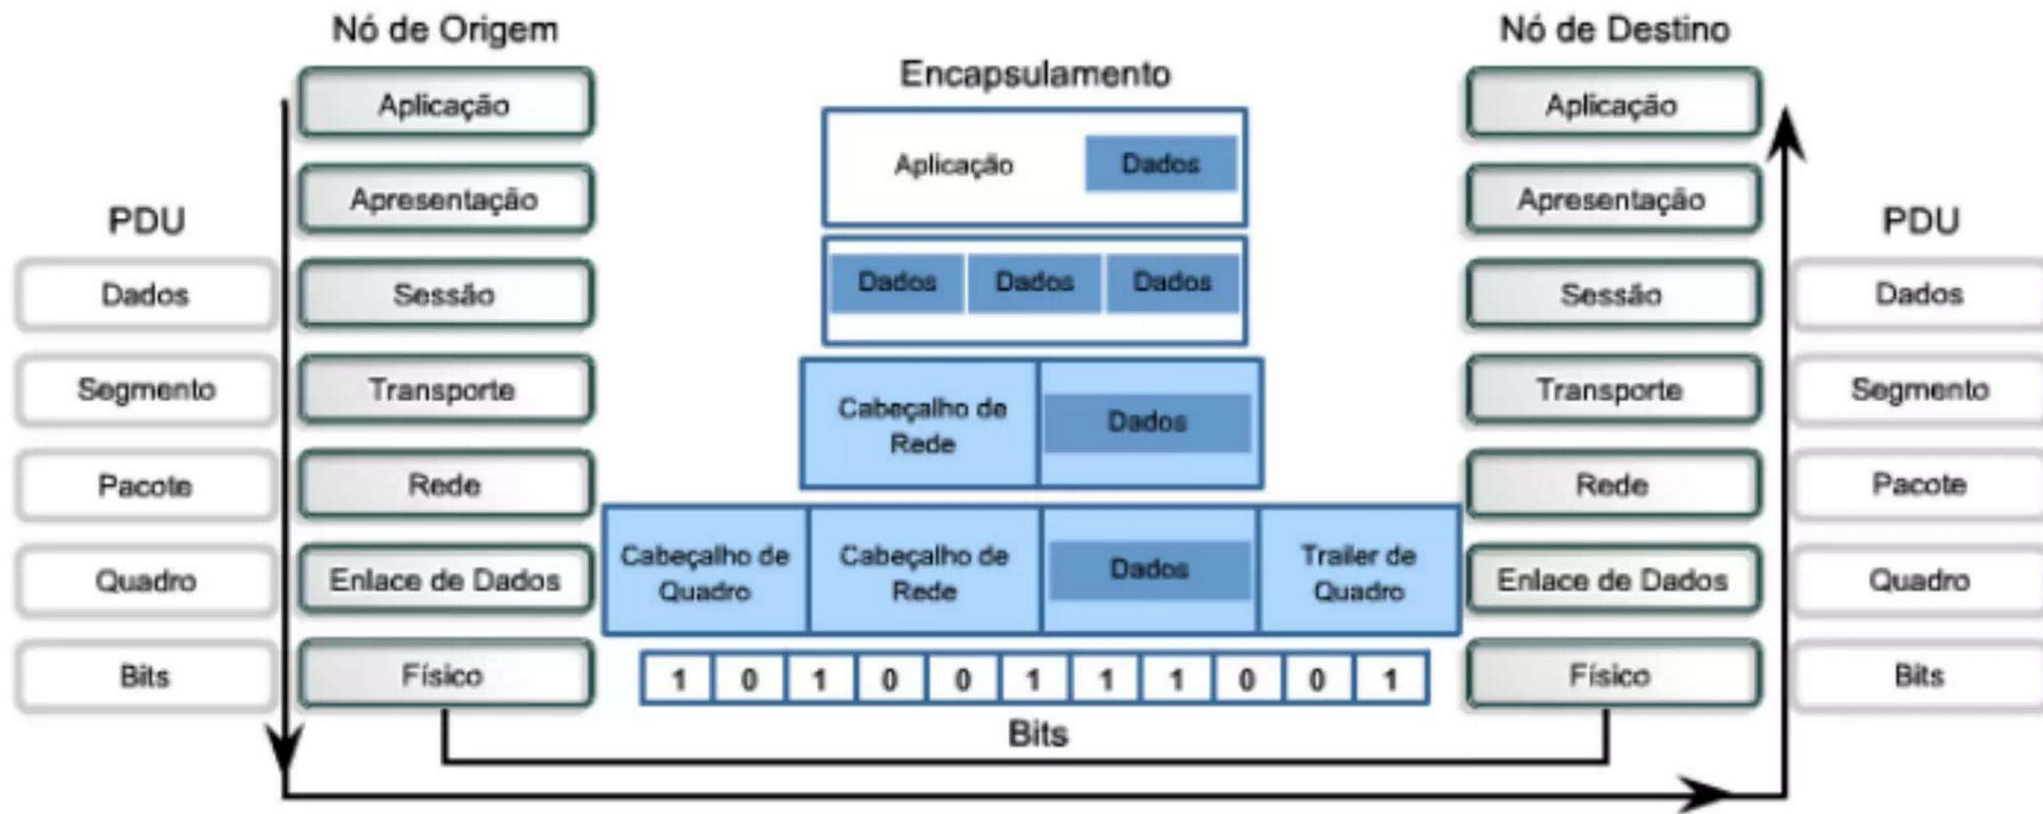 Nó de Origem
Nó de Destino
Encapsulamento
PDU
Dados
Segmento
Pacote
Quadro
Bits
Aplicação
Apresentação
Sessão
Transporte
Rede
Enlace de Dados
Físico
Aplicação Dados
Dados Dados Dados
Cabeçalho de
Rede
Dados
Cabeçalho de
Quadro
Cabeçalho de
Rede
Dados
Trailer de
Quadro
1 0 1 0 0 1 1 1 0 0 1
Bits
Aplicação
Apresentação
Sessão
Transporte
Rede
Enlace de Dados
Físico
PDU
Dados
Segmento
Pacote
Quadro
Bits